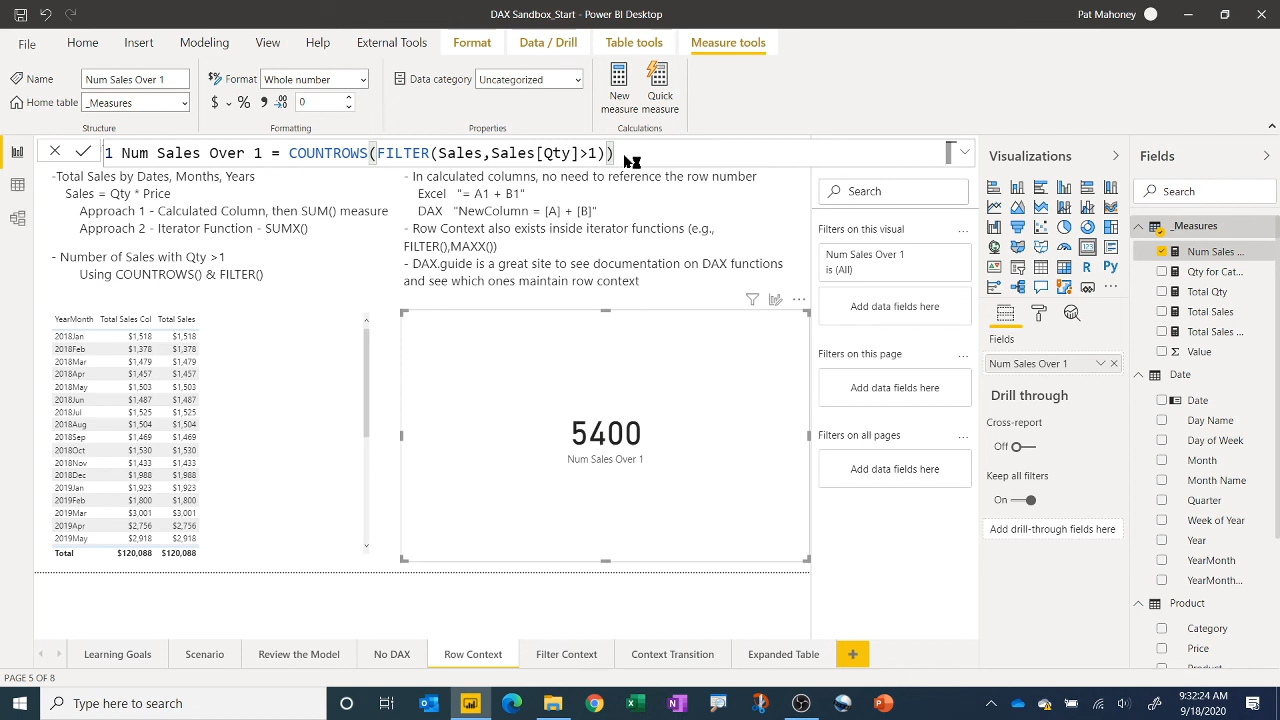 DAX Sandbox_Start - Power BI Desktop
Pat Mahoney
File
Home
Insert
Modeling
View
Help
External Tools
Format
Data / Drill
Table tools
Measure tools
Name
Num Sales Over 1
Home table
_Measures
Structure
Format
Whole number
$
%
0
Formatting
Data category
Uncategorized
Properties
New
measure
Quick
measure
Calculations
1 Num Sales Over 1 = COUNTROWS(FILTER(Sales,Sales[Qty]>1))
-Total Sales by Dates, Months, Years
Sales = Qty * Price
Approach 1 - Calculated Column, then SUM() measure
Approach 2 - Iterator Function - SUMX()
- Number of Sales with Qty >1
Using COUNTROWS() & FILTER()
- In calculated columns, no need to reference the row number
Excel "= A1 + B1"
DAX "NewColumn = [A] + [B]"
- Row Context also exists inside iterator functions (e.g.,
FILTER(),MAXX())
- DAX.guide is a great site to see documentation on DAX functions
and see which ones maintain row context
YearMonth Total Sales Col Total Sales
2018Jan $1,518 $1,518
2018Feb $1,378 $1,378
2018Mar $1,479 $1,479
2018Apr $1,457 $1,457
2018May $1,503 $1,503
2018Jun $1,487 $1,487
2018Jul $1,525 $1,525
2018Aug $1,504 $1,504
2018Sep $1,469 $1,469
2018Oct $1,530 $1,530
2018Nov $1,433 $1,433
2018Dec $1,988 $1,988
2019Jan $1,923 $1,923
2019Feb $1,800 $1,800
2019Mar $3,001 $3,001
2019Apr $2,756 $2,756
2019May $2,918 $2,918
Total $120,088 $120,088
5400
Num Sales Over 1
Search
Filters on this visual
...
Num Sales Over 1
is (All)
Add data fields here
Filters on this page
...
Add data fields here
Filters on all pages
...
Add data fields here
Visualizations
R
Py
Fields
Num Sales Over 1
Drill through
Cross-report
Off
Keep all filters
On
Add drill-through fields here
Fields
Search
_Measures
Num Sales ...
Qty for Cat...
Total Qty
Total Sales
Total Sales ...
Value
Date
Date
Day Name
Day of Week
Month
Month Name
Quarter
Week of Year
Year
YearMonth
YearMonth...
Product
Category
Price
Product
Learning Goals
Scenario
Review the Model
No DAX
Row Context
Filter Context
Context Transition
Expanded Table
PAGE 5 OF 8
Type here to search
9:32:24 AM
9/18/2020